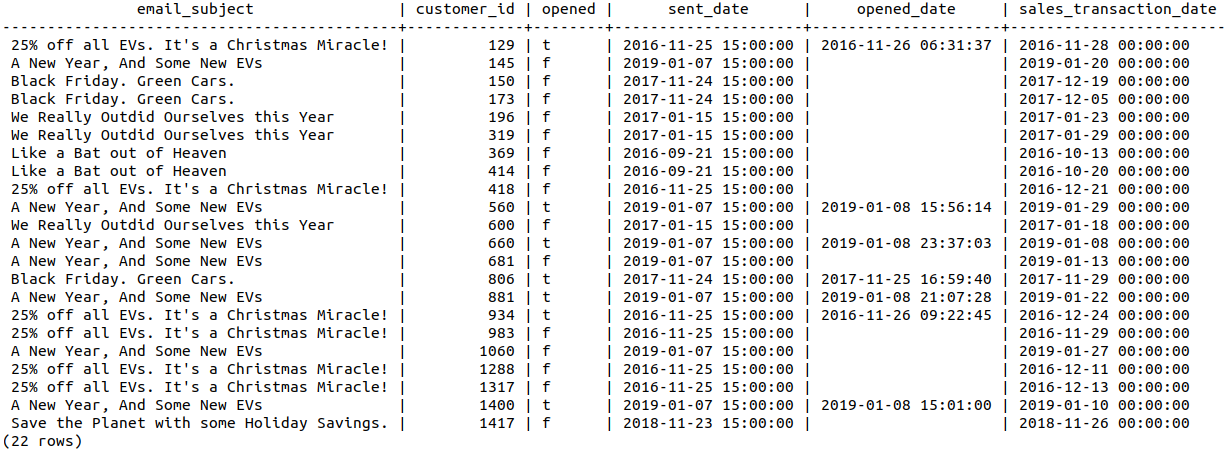 email_subject | customer_id | opened | sent_date | opened_date | sales_transaction_date
------------------------------------------+-------------+--------+---------------------+---------------------+------------------------
25% off all EVs. It's a Christmas Miracle! | 129 | t | 2016-11-25 15:00:00 | 2016-11-26 06:31:37 | 2016-11-28 00:00:00
A New Year, And Some New EVs | 145 | f | 2019-01-07 15:00:00 | | 2019-01-20 00:00:00
Black Friday. Green Cars. | 150 | f | 2017-11-24 15:00:00 | | 2017-12-19 00:00:00
Black Friday. Green Cars. | 173 | f | 2017-11-24 15:00:00 | | 2017-12-05 00:00:00
We Really Outdid Ourselves this Year | 196 | f | 2017-01-15 15:00:00 | | 2017-01-23 00:00:00
We Really Outdid Ourselves this Year | 319 | f | 2017-01-15 15:00:00 | | 2017-01-29 00:00:00
Like a Bat out of Heaven | 369 | f | 2016-09-21 15:00:00 | | 2016-10-13 00:00:00
Like a Bat out of Heaven | 414 | f | 2016-09-21 15:00:00 | | 2016-10-20 00:00:00
25% off all EVs. It's a Christmas Miracle! | 418 | f | 2016-11-25 15:00:00 | | 2016-12-21 00:00:00
A New Year, And Some New EVs | 560 | t | 2019-01-07 15:00:00 | 2019-01-08 15:56:14 | 2019-01-29 00:00:00
We Really Outdid Ourselves this Year | 600 | f | 2017-01-15 15:00:00 | | 2017-01-18 00:00:00
A New Year, And Some New EVs | 660 | t | 2019-01-07 15:00:00 | 2019-01-08 23:37:03 | 2019-01-08 00:00:00
A New Year, And Some New EVs | 681 | f | 2019-01-07 15:00:00 | | 2019-01-13 00:00:00
Black Friday. Green Cars. | 806 | t | 2017-11-24 15:00:00 | 2017-11-25 16:59:40 | 2017-11-29 00:00:00
A New Year, And Some New EVs | 881 | t | 2019-01-07 15:00:00 | 2019-01-08 21:07:28 | 2019-01-22 00:00:00
25% off all EVs. It's a Christmas Miracle! | 934 | t | 2016-11-25 15:00:00 | 2016-11-26 09:22:45 | 2016-12-24 00:00:00
25% off all EVs. It's a Christmas Miracle! | 983 | f | 2016-11-25 15:00:00 | | 2016-11-29 00:00:00
A New Year, And Some New EVs | 1060 | f | 2019-01-07 15:00:00 | | 2019-01-27 00:00:00
25% off all EVs. It's a Christmas Miracle! | 1288 | f | 2016-11-25 15:00:00 | | 2016-12-11 00:00:00
25% off all EVs. It's a Christmas Miracle! | 1317 | f | 2016-11-25 15:00:00 | | 2016-12-13 00:00:00
A New Year, And Some New EVs | 1400 | t | 2019-01-07 15:00:00 | 2019-01-08 15:01:00 | 2019-01-10 00:00:00
Save the Planet with some Holiday Savings. | 1417 | f | 2018-11-23 15:00:00 | | 2018-11-26 00:00:00
(22 rows)